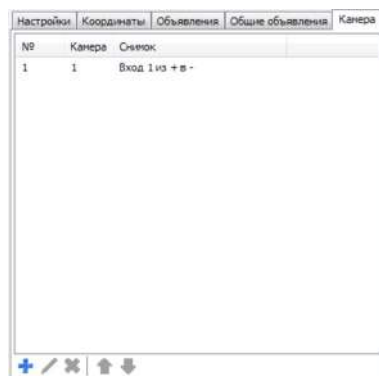 Настройки Координаты Объявления Общие объявления Камера
№ Камера Снимок
1 1 Вход 1 из + в -